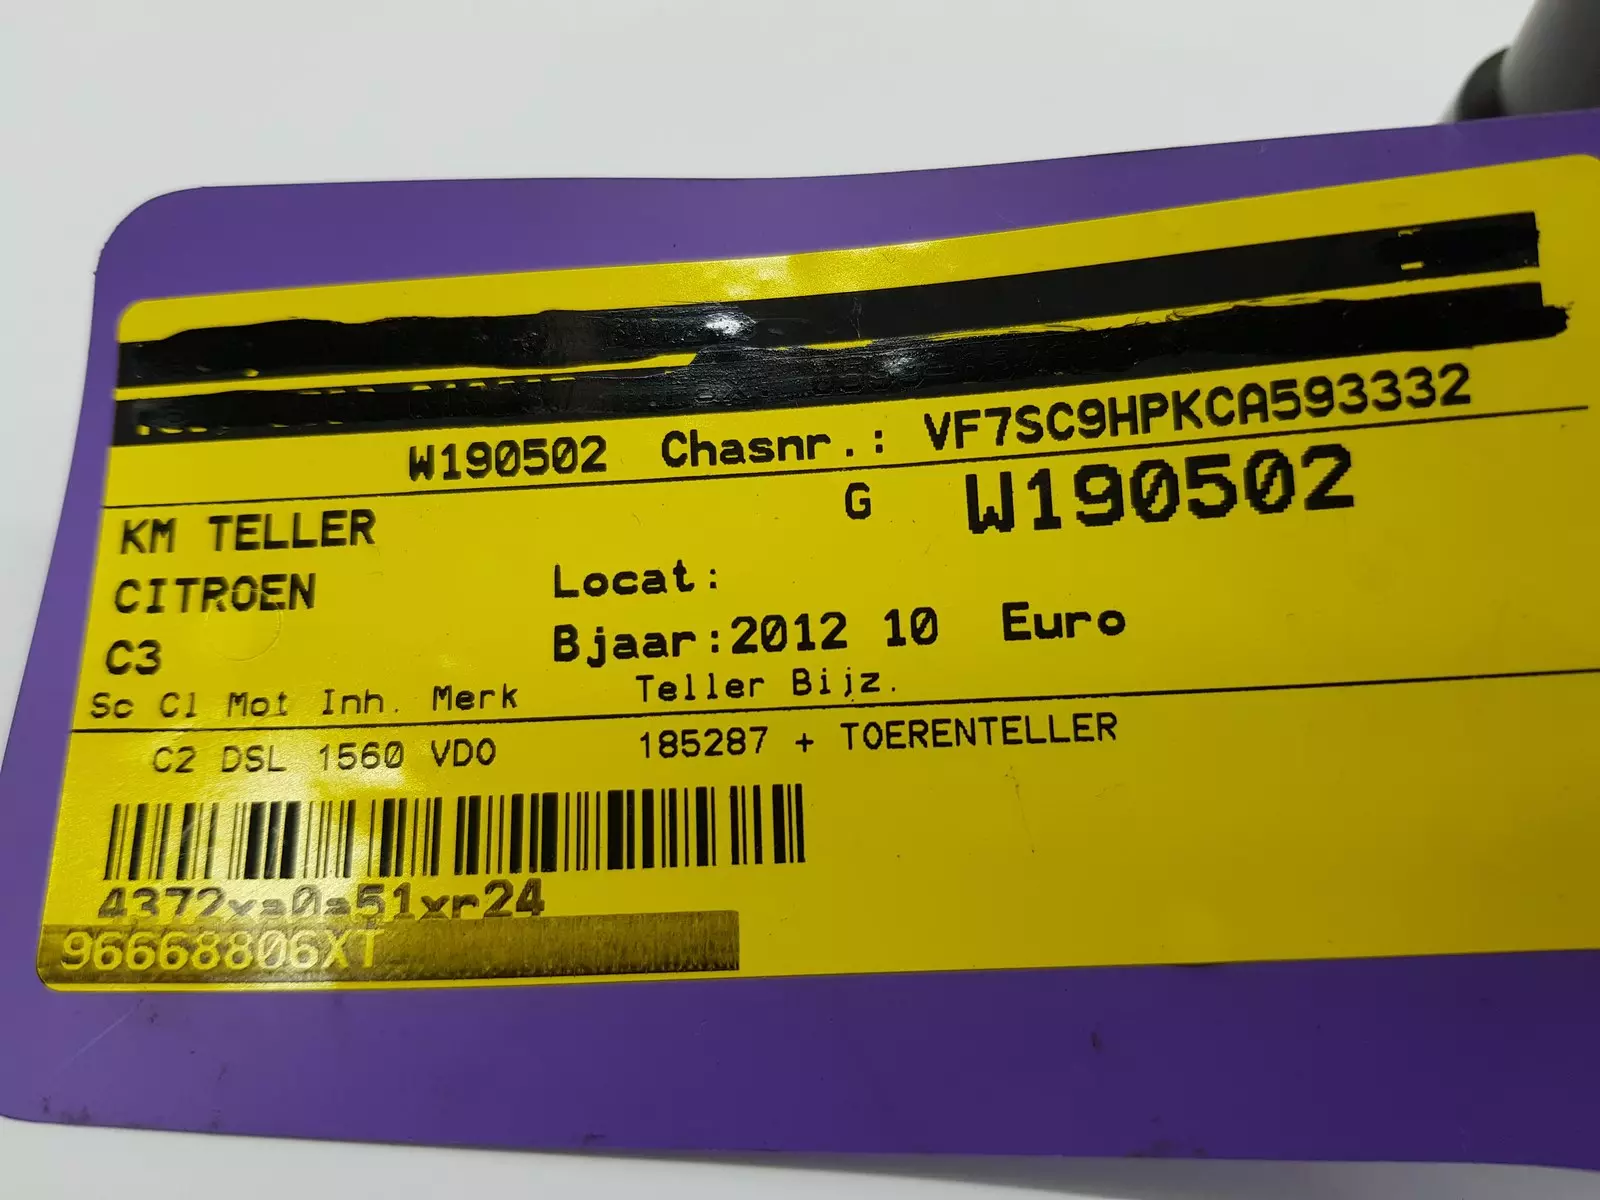 W190502 Chasnr.: VF7SC9HPKCA593332
KM TELLER G W190502
CITROEN Locat:
C3 Bjaar:2012 10 Euro
Sc Cl Mot Inh. Merk Teller Bijz.
C2 DSL 1560 VDO 185287 + TOERENTELLER
4372xa0a51xr24
96668806XT